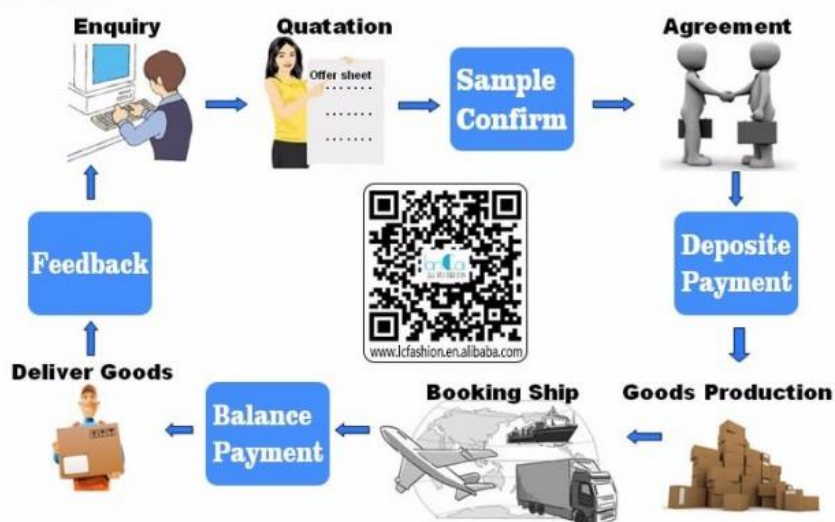 Enquiry
Quatation
Agreement
Offer sheet
Sample
Confirm
Feedback
Deposite
Payment
www.lcfashion.en.alibaba.com
Deliver Goods
Balance
Payment
Booking Ship
Goods Production